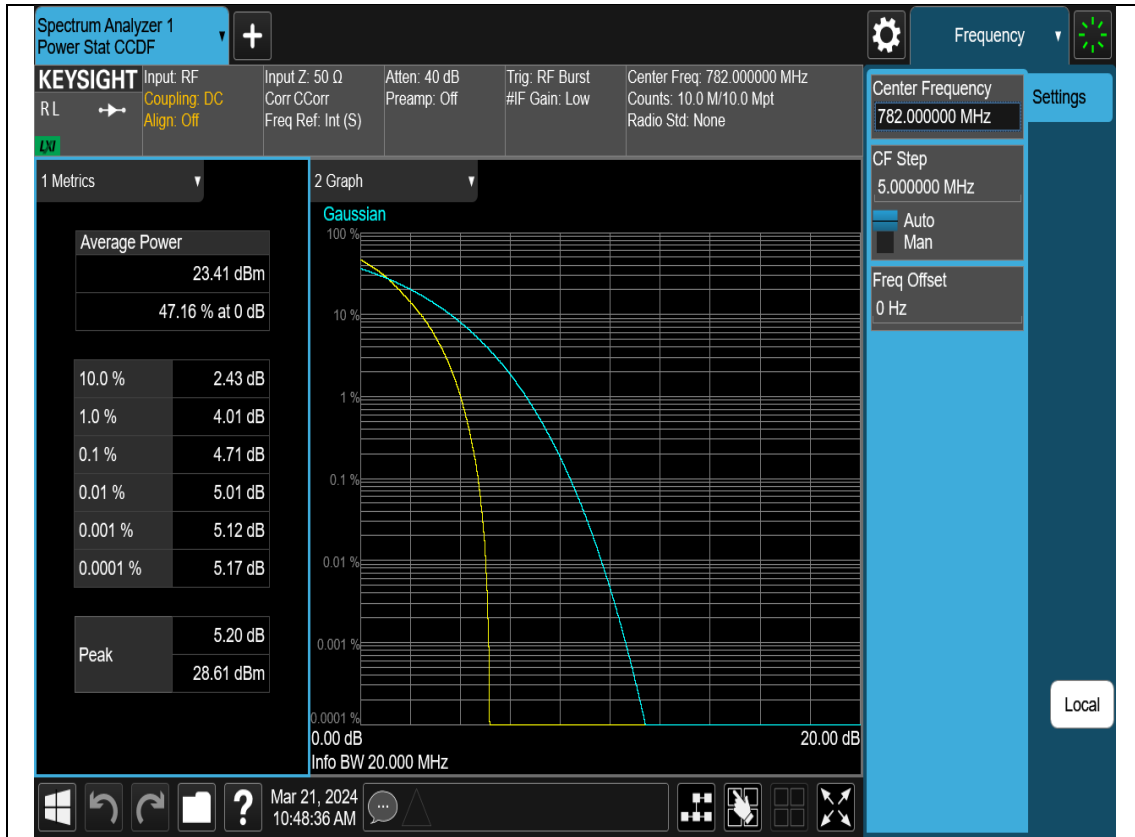 Spectrum Analyzer 1
Power Stat CCDF
Frequency
KEYSIGHT
R L
LXI
Input: RF
Coupling: DC
Align: Off
Input Z: 50 Ω
Corr CCorr
Freq Ref: Int (S)
Atten: 40 dB
Preamp: Off
Trig: RF Burst
#IF Gain: Low
Center Freq: 782.000000 MHz
Counts: 10.0 M/10.0 Mpt
Radio Std: None
Center Frequency
782.000000 MHz
Settings
CF Step
5.000000 MHz
Auto
Man
Freq Offset
0 Hz
Local
1 Metrics
Average Power
23.41 dBm
47.16 % at 0 dB
10.0 % 2.43 dB
1.0 % 4.01 dB
0.1 % 4.71 dB
0.01 % 5.01 dB
0.001 % 5.12 dB
0.0001 % 5.17 dB
Peak 5.20 dB
28.61 dBm
2 Graph
Gaussian
100 %
10 %
1 %
0.1 %
0.01 %
0.001 %
0.0001 %
0.00 dB 20.00 dB
Info BW 20.000 MHz
?
Mar 21, 2024
10:48:36 AM